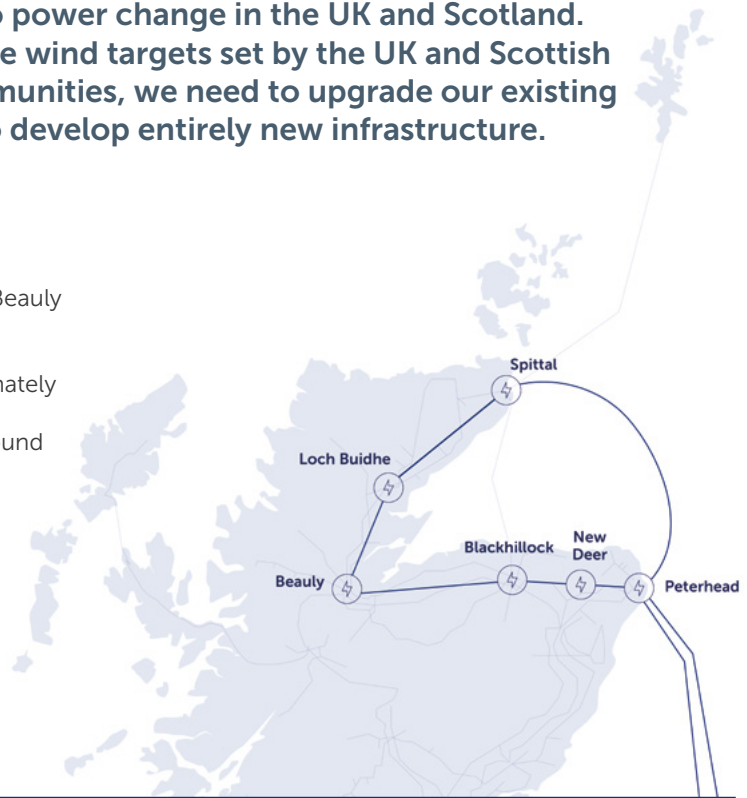 power change in the UK and Scotland.
e wind targets set by the UK and Scottish
munities, we need to upgrade our existing
develop entirely new infrastructure.
Beauly
nately
und
Spittal
Loch Buidhe
Blackhillock
New
Deer
Beauly
Peterhead